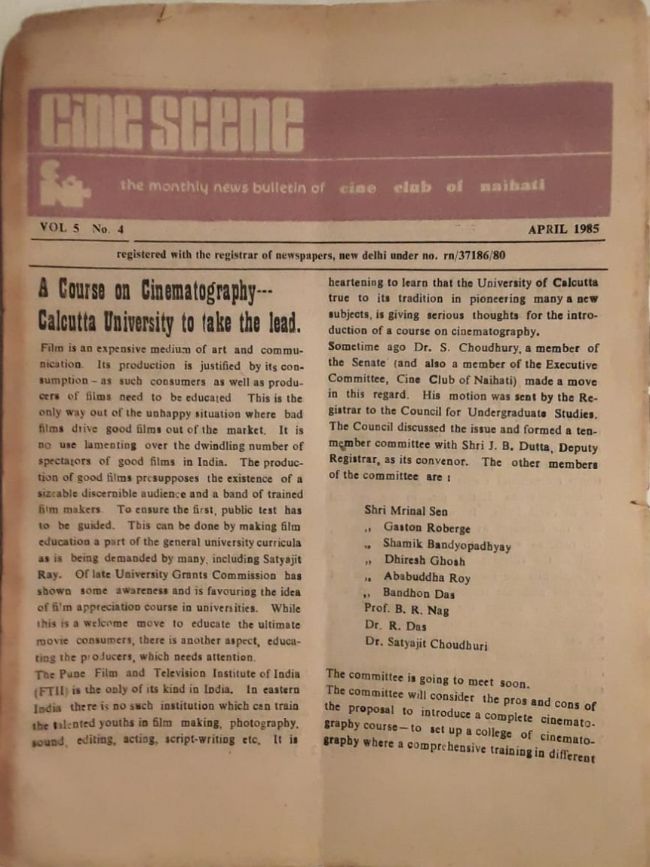 cine scene
the monthly news bulletin of cine club of naihati
VOL 5 No. 4
APRIL 1985
registered with the registrar of newspapers, new delhi under no. rn/37186/80
A Course on Cinematography---
Calcutta University to take the lead.
Film is an expensive medium of art and commu-
nication. Its production is justified by its con-
sumption – as such consumers as well as produ-
cers of films need to be educated This is the
only way out of the unhappy situation where bad
films drive good films out of the market. It is
no use lamenting over the dwindling number of
spectators of good films in India. The produc-
tion of good films presupposes the existence of a
sizeable discernible audience and a band of trained
film makers. To ensure the first, public test has
to be guided. This can be done by making film
education a part of the general university curricula
as is being demanded by many, including Satyajit
Ray. Of late University Grants Commission has
shown some awareness and is favouring the idea
of film appreciation course in universities. While
this is a welcome move to educate the ultimate
movie consumers, there is another aspect, educa-
ting the producers, which needs attention.
The Pune Film and Television Institute of India
(FTII) is the only of its kind in India. In eastern
India there is no such institution which can train
the talented youths in film making, photography,
sound, editing, acting, script-writing etc. It is
heartening to learn that the University of Calcutta
true to its tradition in pioneering many a new
subjects, is giving serious thoughts for the intro-
duction of a course on cinematography.
Sometime ago Dr. S. Choudhury, a member of
the Senate (and also a member of the Executive
Committee, Cine Club of Naihati) made a move
in this regard. His motion was sent by the Re-
gistrar to the Council for Undergraduate Studies.
The Council discussed the issue and formed a ten-
member committee with Shri J. B. Dutta, Deputy
Registrar, as its convenor. The other members
of the committee are :
Shri Mrinal Sen
,, Gaston Roberge
,, Shamik Bandyopadhyay
,, Dhiresh Ghosh
,, Ababuddha Roy
,, Bandhon Das
Prof. B. R. Nag
Dr. R. Das
Dr. Satyajit Choudhuri
The committee is going to meet soon.
The committee will consider the pros and cons of
the proposal to introduce a complete cinemato-
graphy course – to set up a college of cinemato-
graphy where a comprehensive training in different